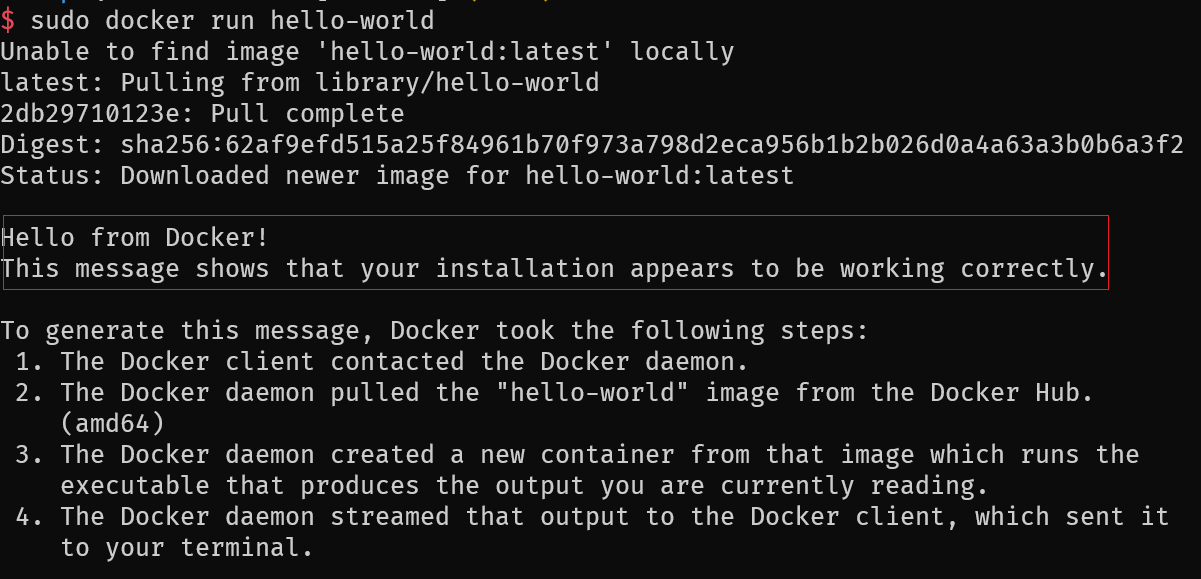 $ sudo docker run hello-world
Unable to find image 'hello-world:latest' locally
latest: Pulling from library/hello-world
2db29710123e: Pull complete
Digest: sha256:62af9efd515a25f84961b70f973a798d2eca956b1b2b026d0a4a63a3b0b6a3f2
Status: Downloaded newer image for hello-world:latest
Hello from Docker!
This message shows that your installation appears to be working correctly.
To generate this message, Docker took the following steps:
1. The Docker client contacted the Docker daemon.
2. The Docker daemon pulled the "hello-world" image from the Docker Hub.
(amd64)
3. The Docker daemon created a new container from that image which runs the
executable that produces the output you are currently reading.
4. The Docker daemon streamed that output to the Docker client, which sent it
to your terminal.